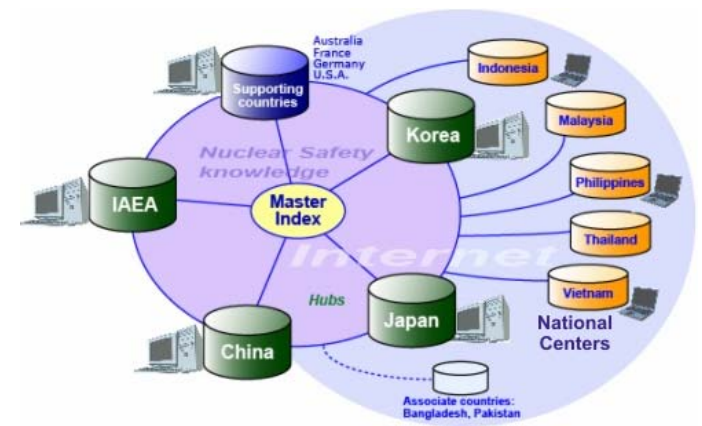 Australia
France
Germany
U.S.A.
Supporting
countries
Indonesia
Korea
Malaysia
Nuclear Safety
knowledge
Philippines
IAEA
Master
Index
Thailand
Internet
Vietnam
Hubs
Japan
National
Centers
China
Associate countries:
Bangladesh, Pakistan